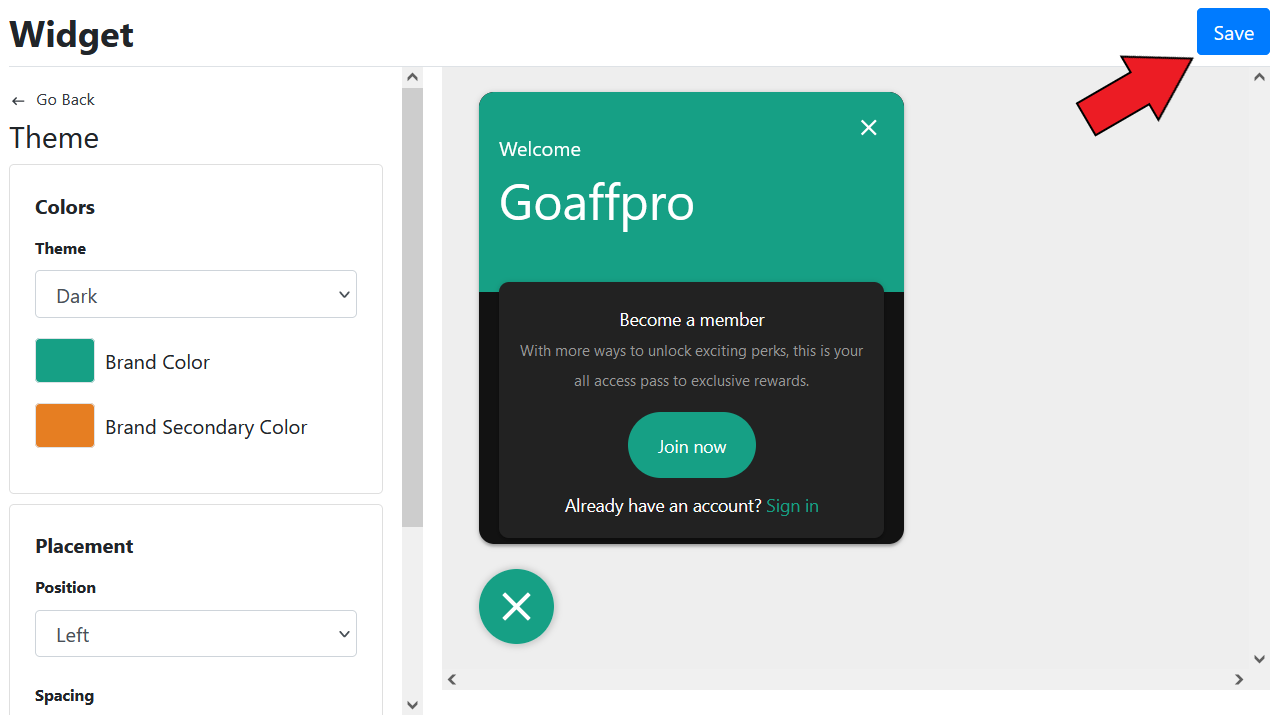 Widget
Save
Go Back
Theme
Colors
Theme
Dark
Brand Color
Brand Secondary Color
Placement
Position
Left
Spacing
Welcome
Goaffpro
Become a member
With more ways to unlock exciting perks, this is your
all access pass to exclusive rewards.
Join now
Already have an account? Sign in